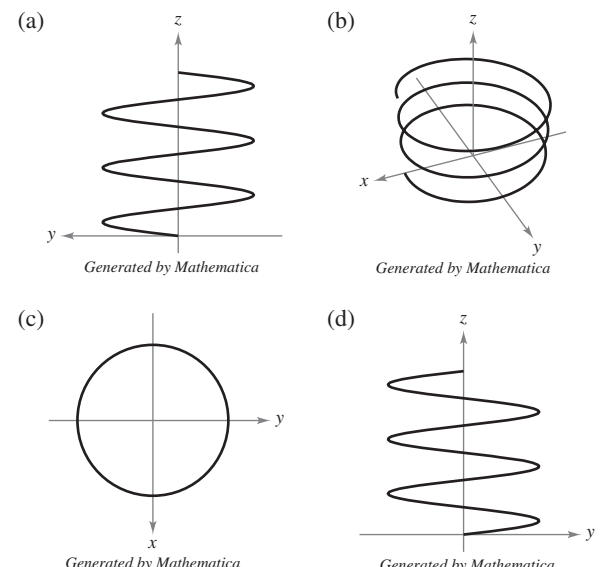 (a)
z
y
Generated by Mathematica
(b)
z
x
y
Generated by Mathematica
(c)
y
x
Generated by Mathematica
(d)
z
y
Generated by Mathematica